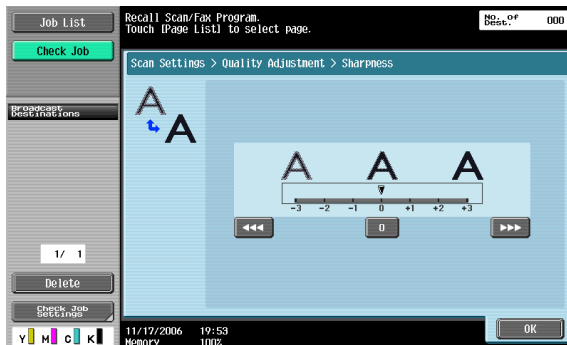 Job List
Check Job
Broadcast
Destinations
1/ 1
Delete
Check Job
Settings
Y M C K
Recall Scan/Fax Program.
Touch [Page List] to select page.
No. of
Dest.
000
Scan Settings > Quality Adjustment > Sharpness
A
A
A A A
-3 -2 -1 0 +1 +2 +3
0
OK
11/17/2006 19:53
Memory 100%